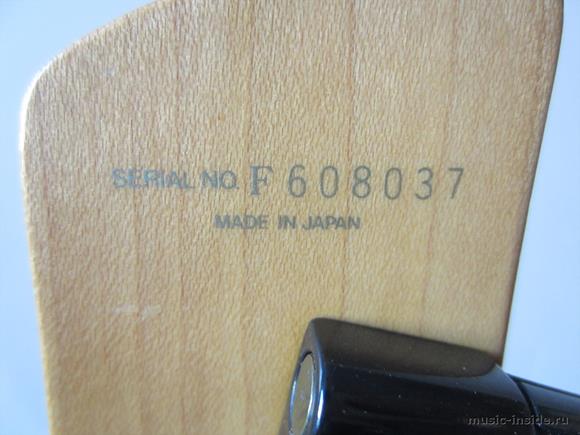 SERIAL NO. F 608037
MADE IN JAPAN
music-inside.ru